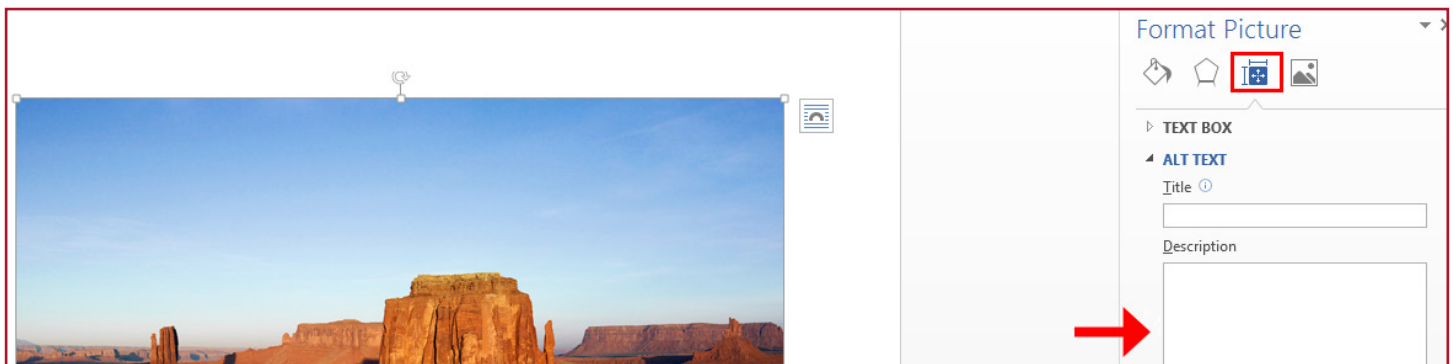 Format Picture
TEXT BOX
ALT TEXT
Title
Description